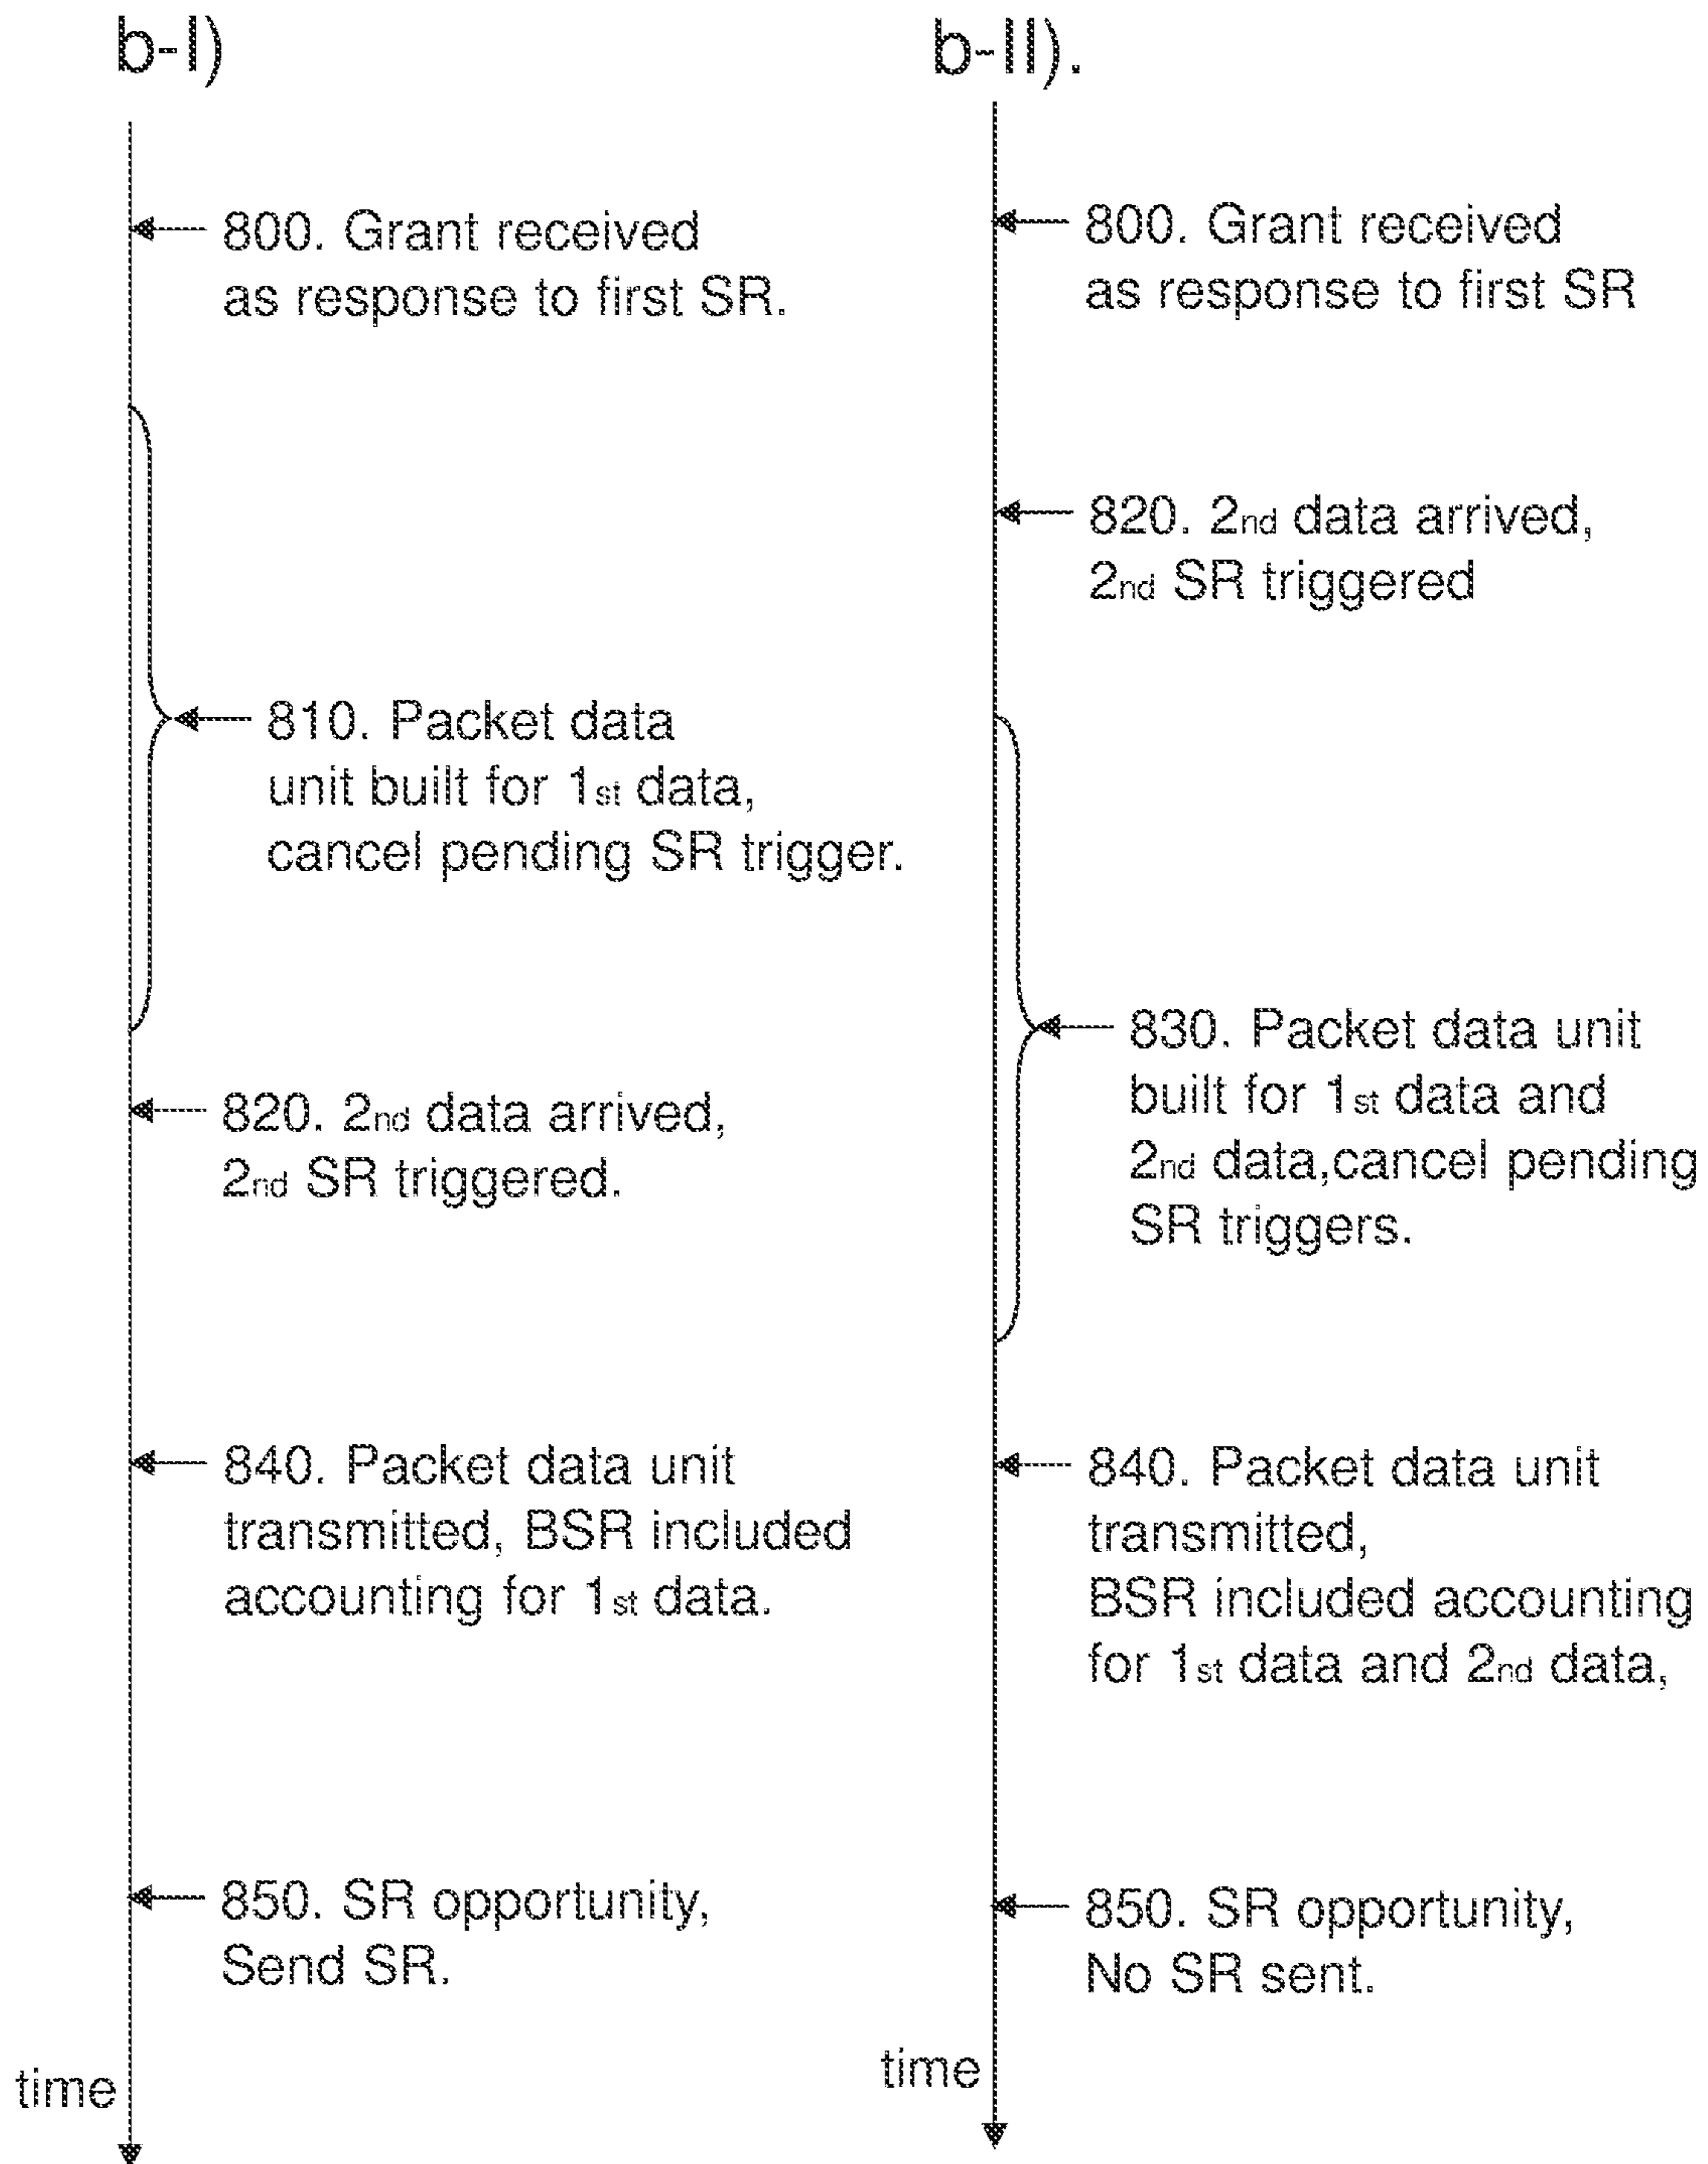 b-I)
800. Grant received
as response to first SR.
810. Packet data
unit built for 1st data,
cancel pending SR trigger.
820. 2nd data arrived,
2nd SR triggered.
840. Packet data unit
transmitted, BSR included
accounting for 1st data.
850. SR opportunity,
Send SR.
time
b-II).
800. Grant received
as response to first SR
820. 2nd data arrived,
2nd SR triggered
830. Packet data unit
built for 1st data and
2nd data,cancel pending
SR triggers.
840. Packet data unit
transmitted,
BSR included accounting
for 1st data and 2nd data,
850. SR opportunity,
No SR sent.
time